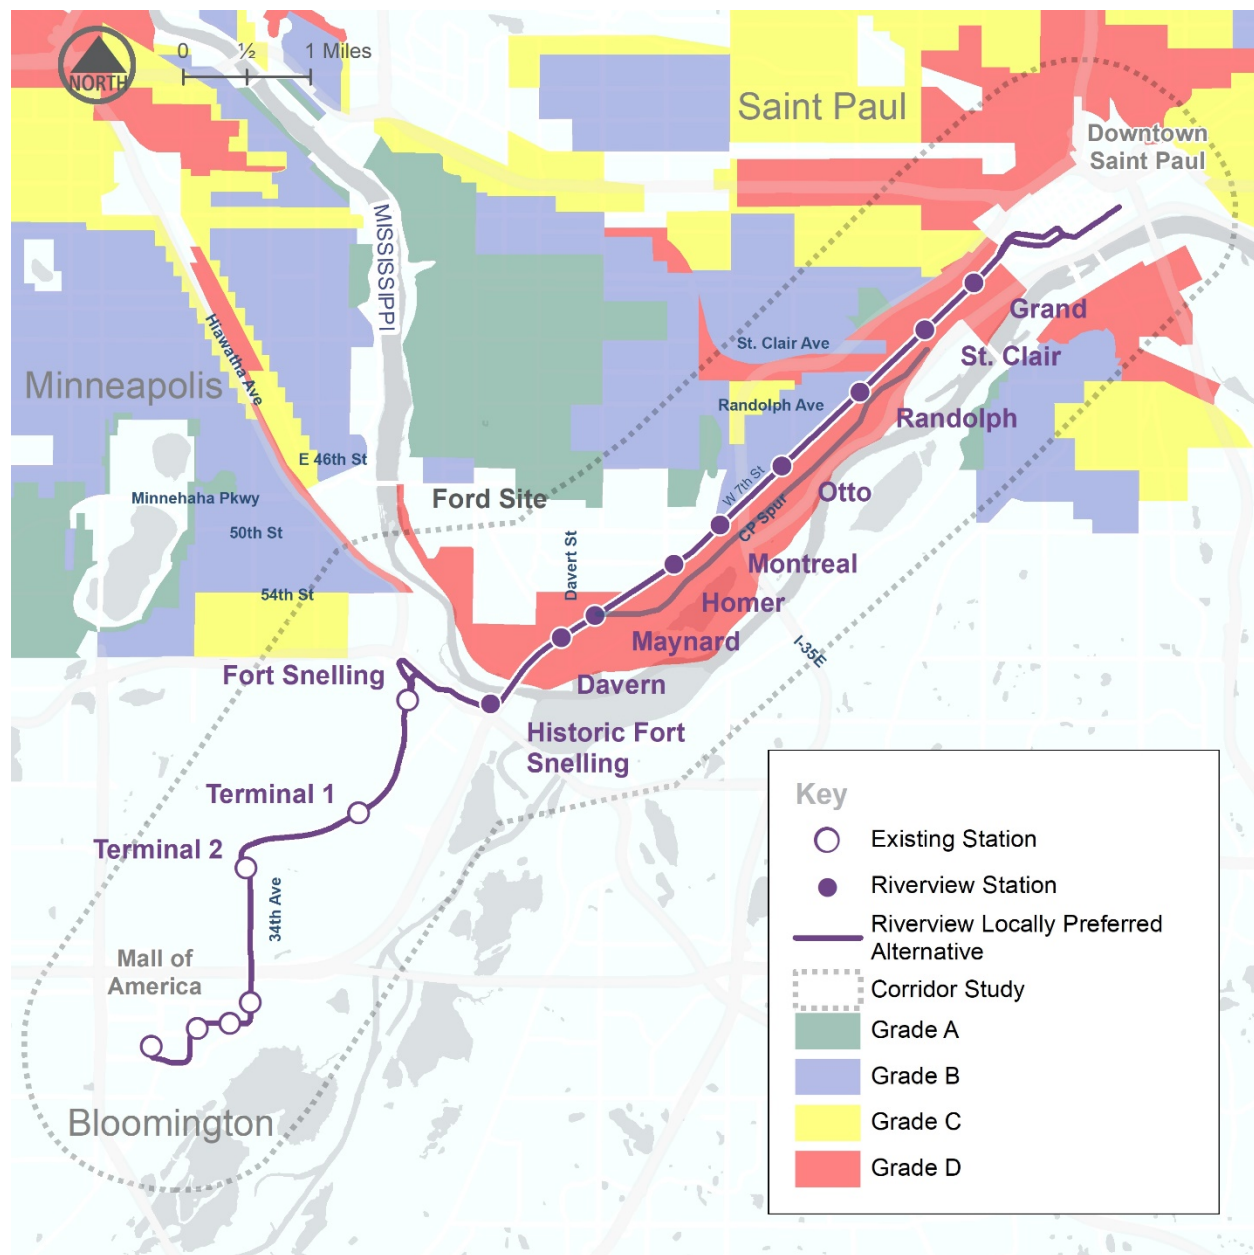 0 ½ 1 Miles
NORTH
Saint Paul
Downtown
Saint Paul
MISSISSIPPI
Hiawatha Ave
Minneapolis
St. Clair Ave
Grand
St. Clair
Randolph Ave
Randolph
E 46th St
Minnehaha Pkwy
50th St
Ford Site
W 7th St
Otto
CP Spur
Davert St
Montreal
54th St
Homer
Maynard
I-35E
Fort Snelling
Davern
Historic Fort
Snelling
Terminal 1
Terminal 2
34th Ave
Mall of
America
Bloomington
Key
Existing Station
Riverview Station
Riverview Locally Preferred
Alternative
Corridor Study
Grade A
Grade B
Grade C
Grade D